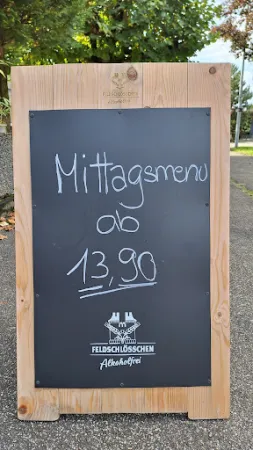 Mittagsmenu
ab
13,90
FELDSCHLÖSSCHEN
Alkoholfrei